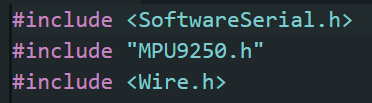 #include <SoftwareSerial.h>
#include "MPU9250.h"
#include <Wire.h>